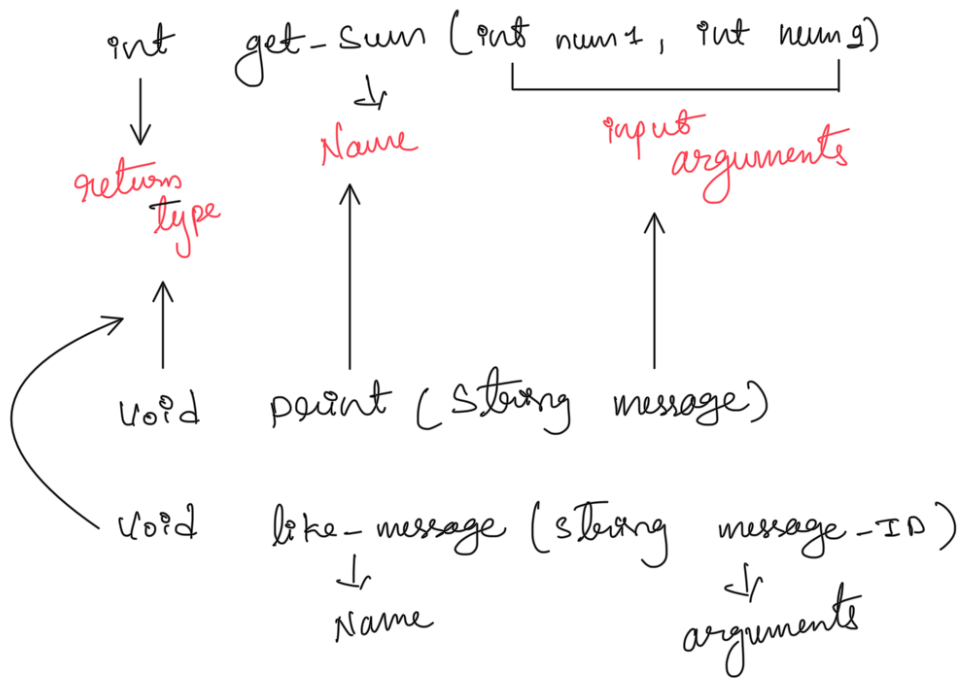 int get_sum (int num1, int num2)
Name
input
arguments
return
type
void print (string message)
void like_message (string message_ID)
Name
arguments